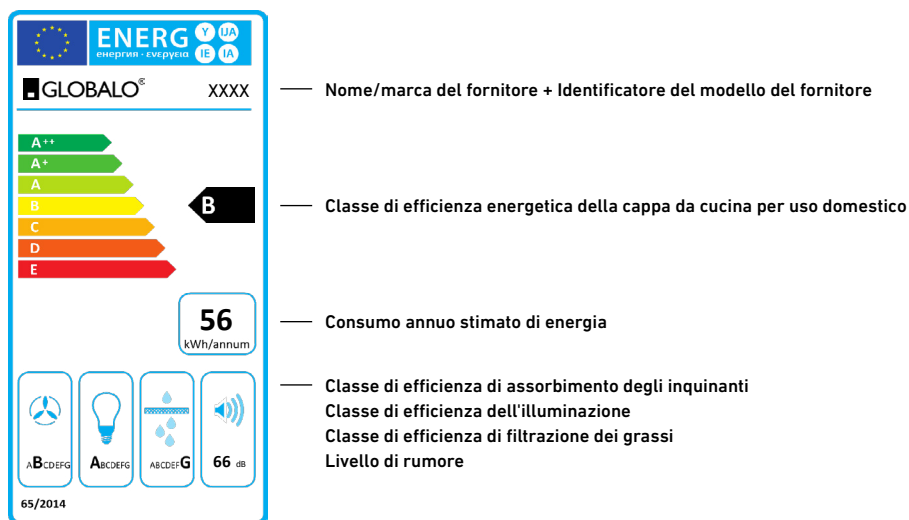 ENERG Y UA
енергия · ενεργεια IE IA
GLOBALO® XXXX
Nome/marca del fornitore + Identificatore del modello del fornitore
A++
A+
A
B
C
D
E
B
Classe di efficienza energetica della cappa da cucina per uso domestico
56
kWh/annum
Consumo annuo stimato di energia
Classe di efficienza di assorbimento degli inquinanti
Classe di efficienza dell'illuminazione
Classe di efficienza di filtrazione dei grassi
Livello di rumore
ABCDEFG
ABCDEFG
ABCDEFG
66 dB
65/2014